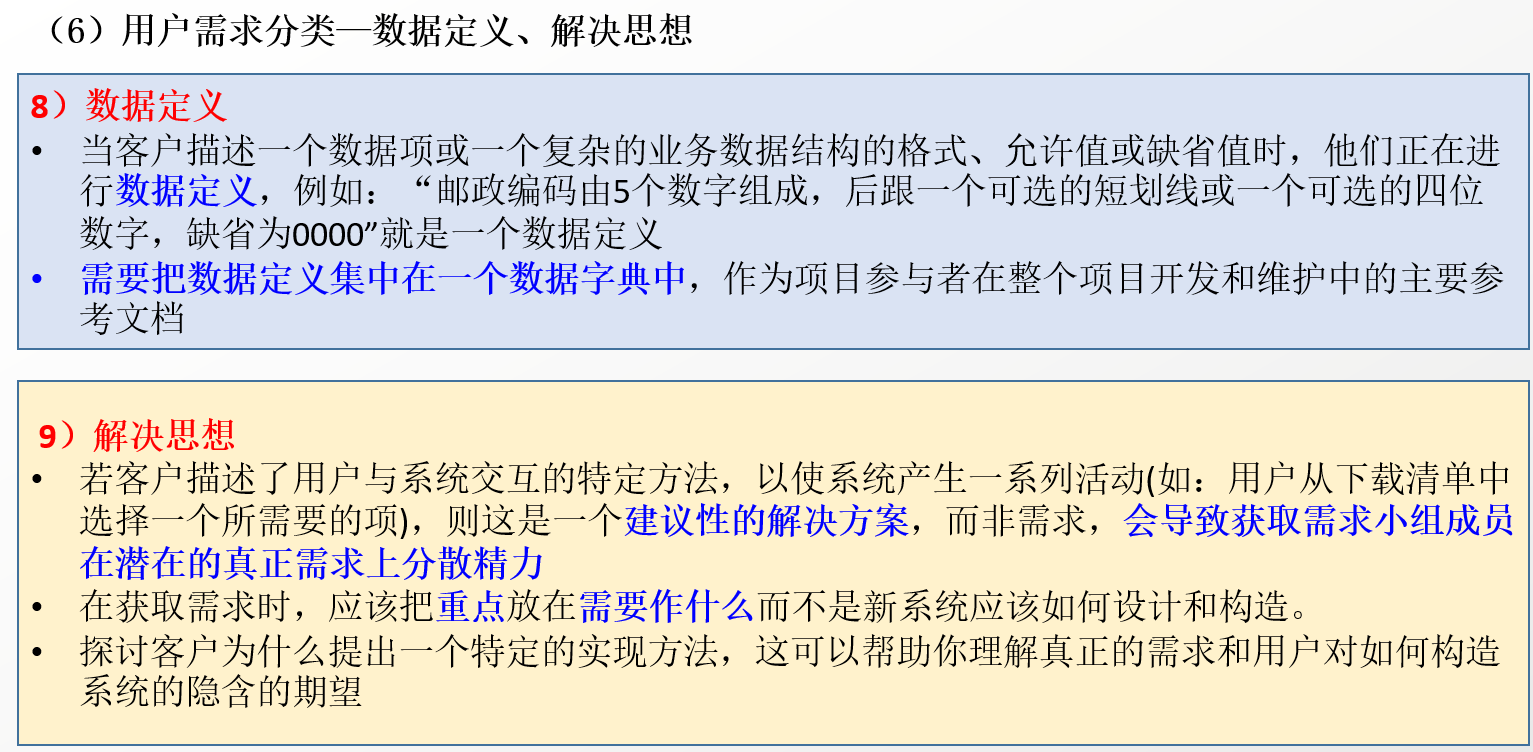 （6）用户需求分类—数据定义、解决思想
8）数据定义
• 当客户描述一个数据项或一个复杂的业务数据结构的格式、允许值或缺省值时，他们正在进
行数据定义，例如：“邮政编码由5个数字组成，后跟一个可选的短划线或一个可选的四位
数字，缺省为0000”就是一个数据定义
• 需要把数据定义集中在一个数据字典中，作为项目参与者在整个项目开发和维护中的主要参
考文档
9）解决思想
• 若客户描述了用户与系统交互的特定方法，以使系统产生一系列活动(如：用户从下载清单中
选择一个所需要的项)，则这是一个建议性的解决方案，而非需求，会导致获取需求小组成员
在潜在的真正需求上分散精力
• 在获取需求时，应该把重点放在需要作什么而不是新系统应该如何设计和构造。
• 探讨客户为什么提出一个特定的实现方法，这可以帮助你理解真正的需求和用户对如何构造
系统的隐含的期望